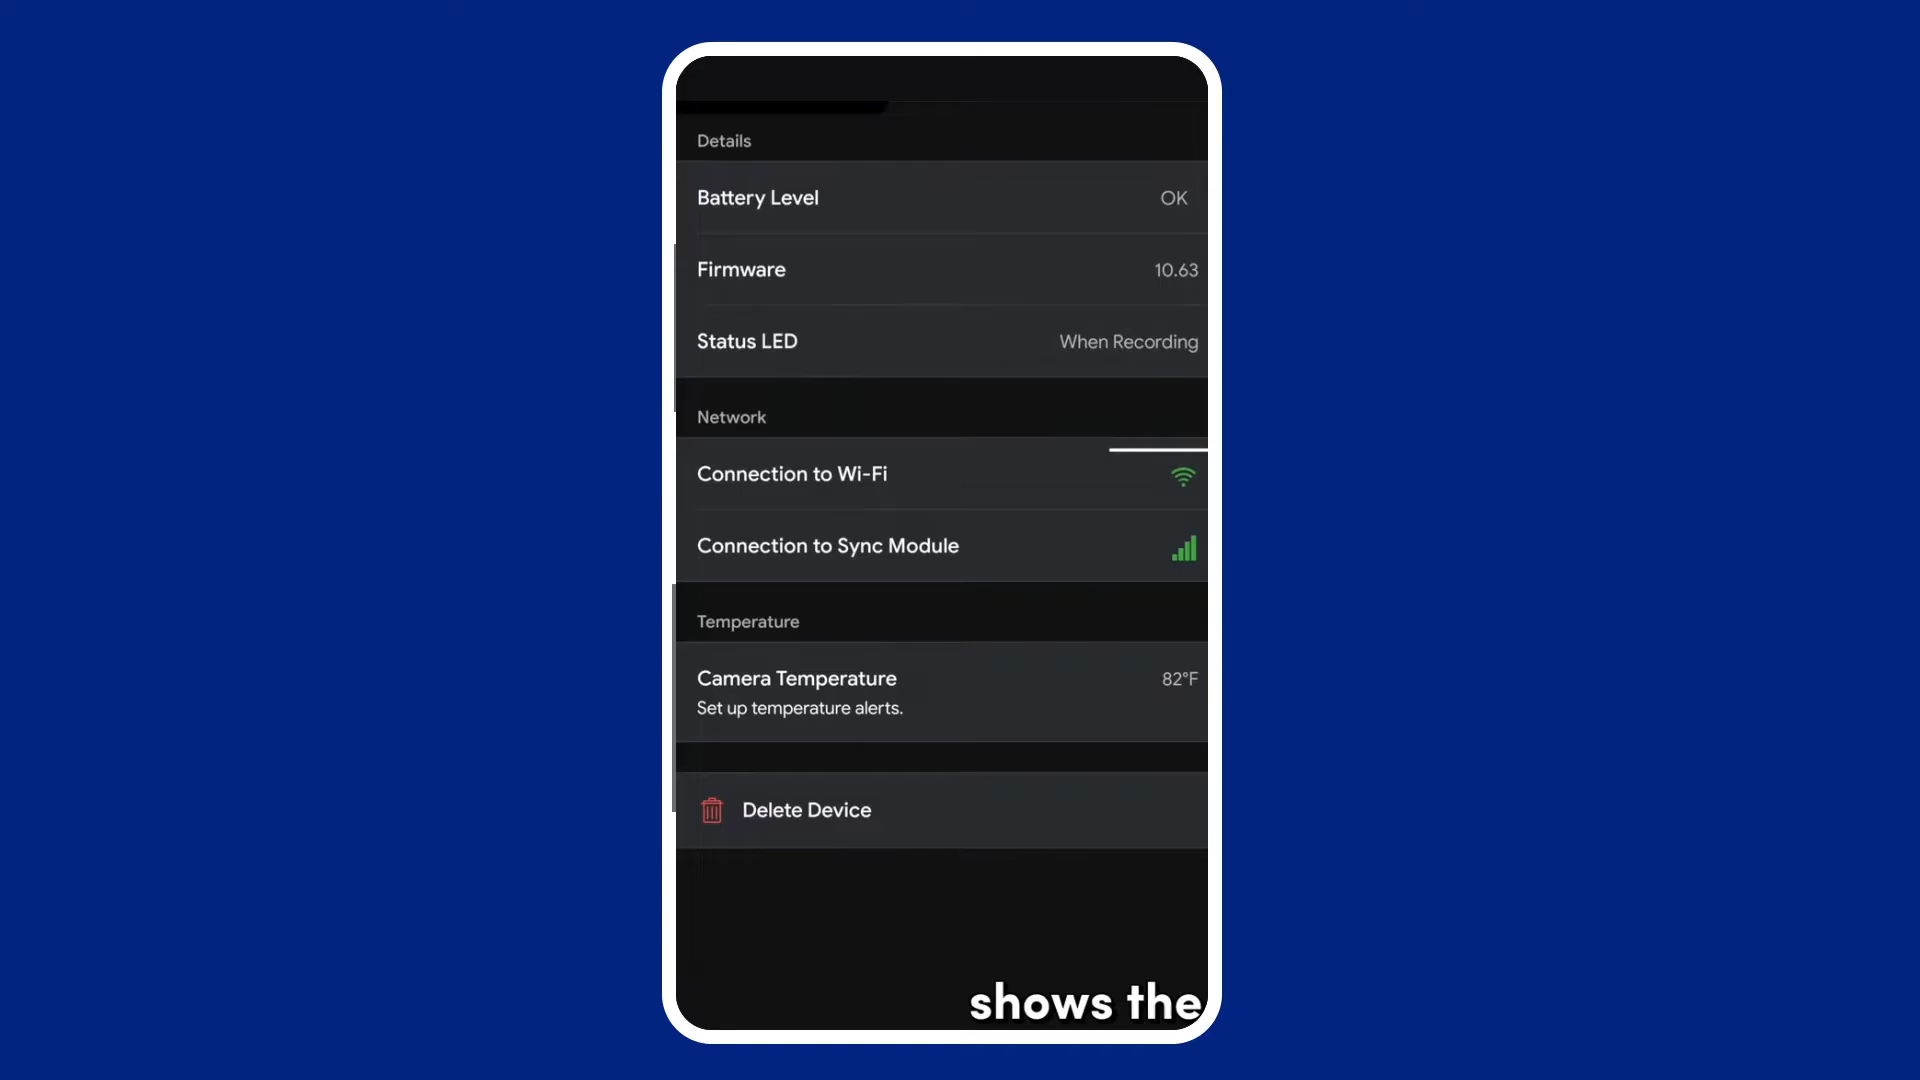 Details
Battery Level OK
Firmware 10.63
Status LED When Recording
Network
Connection to Wi-Fi
Connection to Sync Module
Temperature
Camera Temperature 82°F
Set up temperature alerts.
Delete Device
shows the